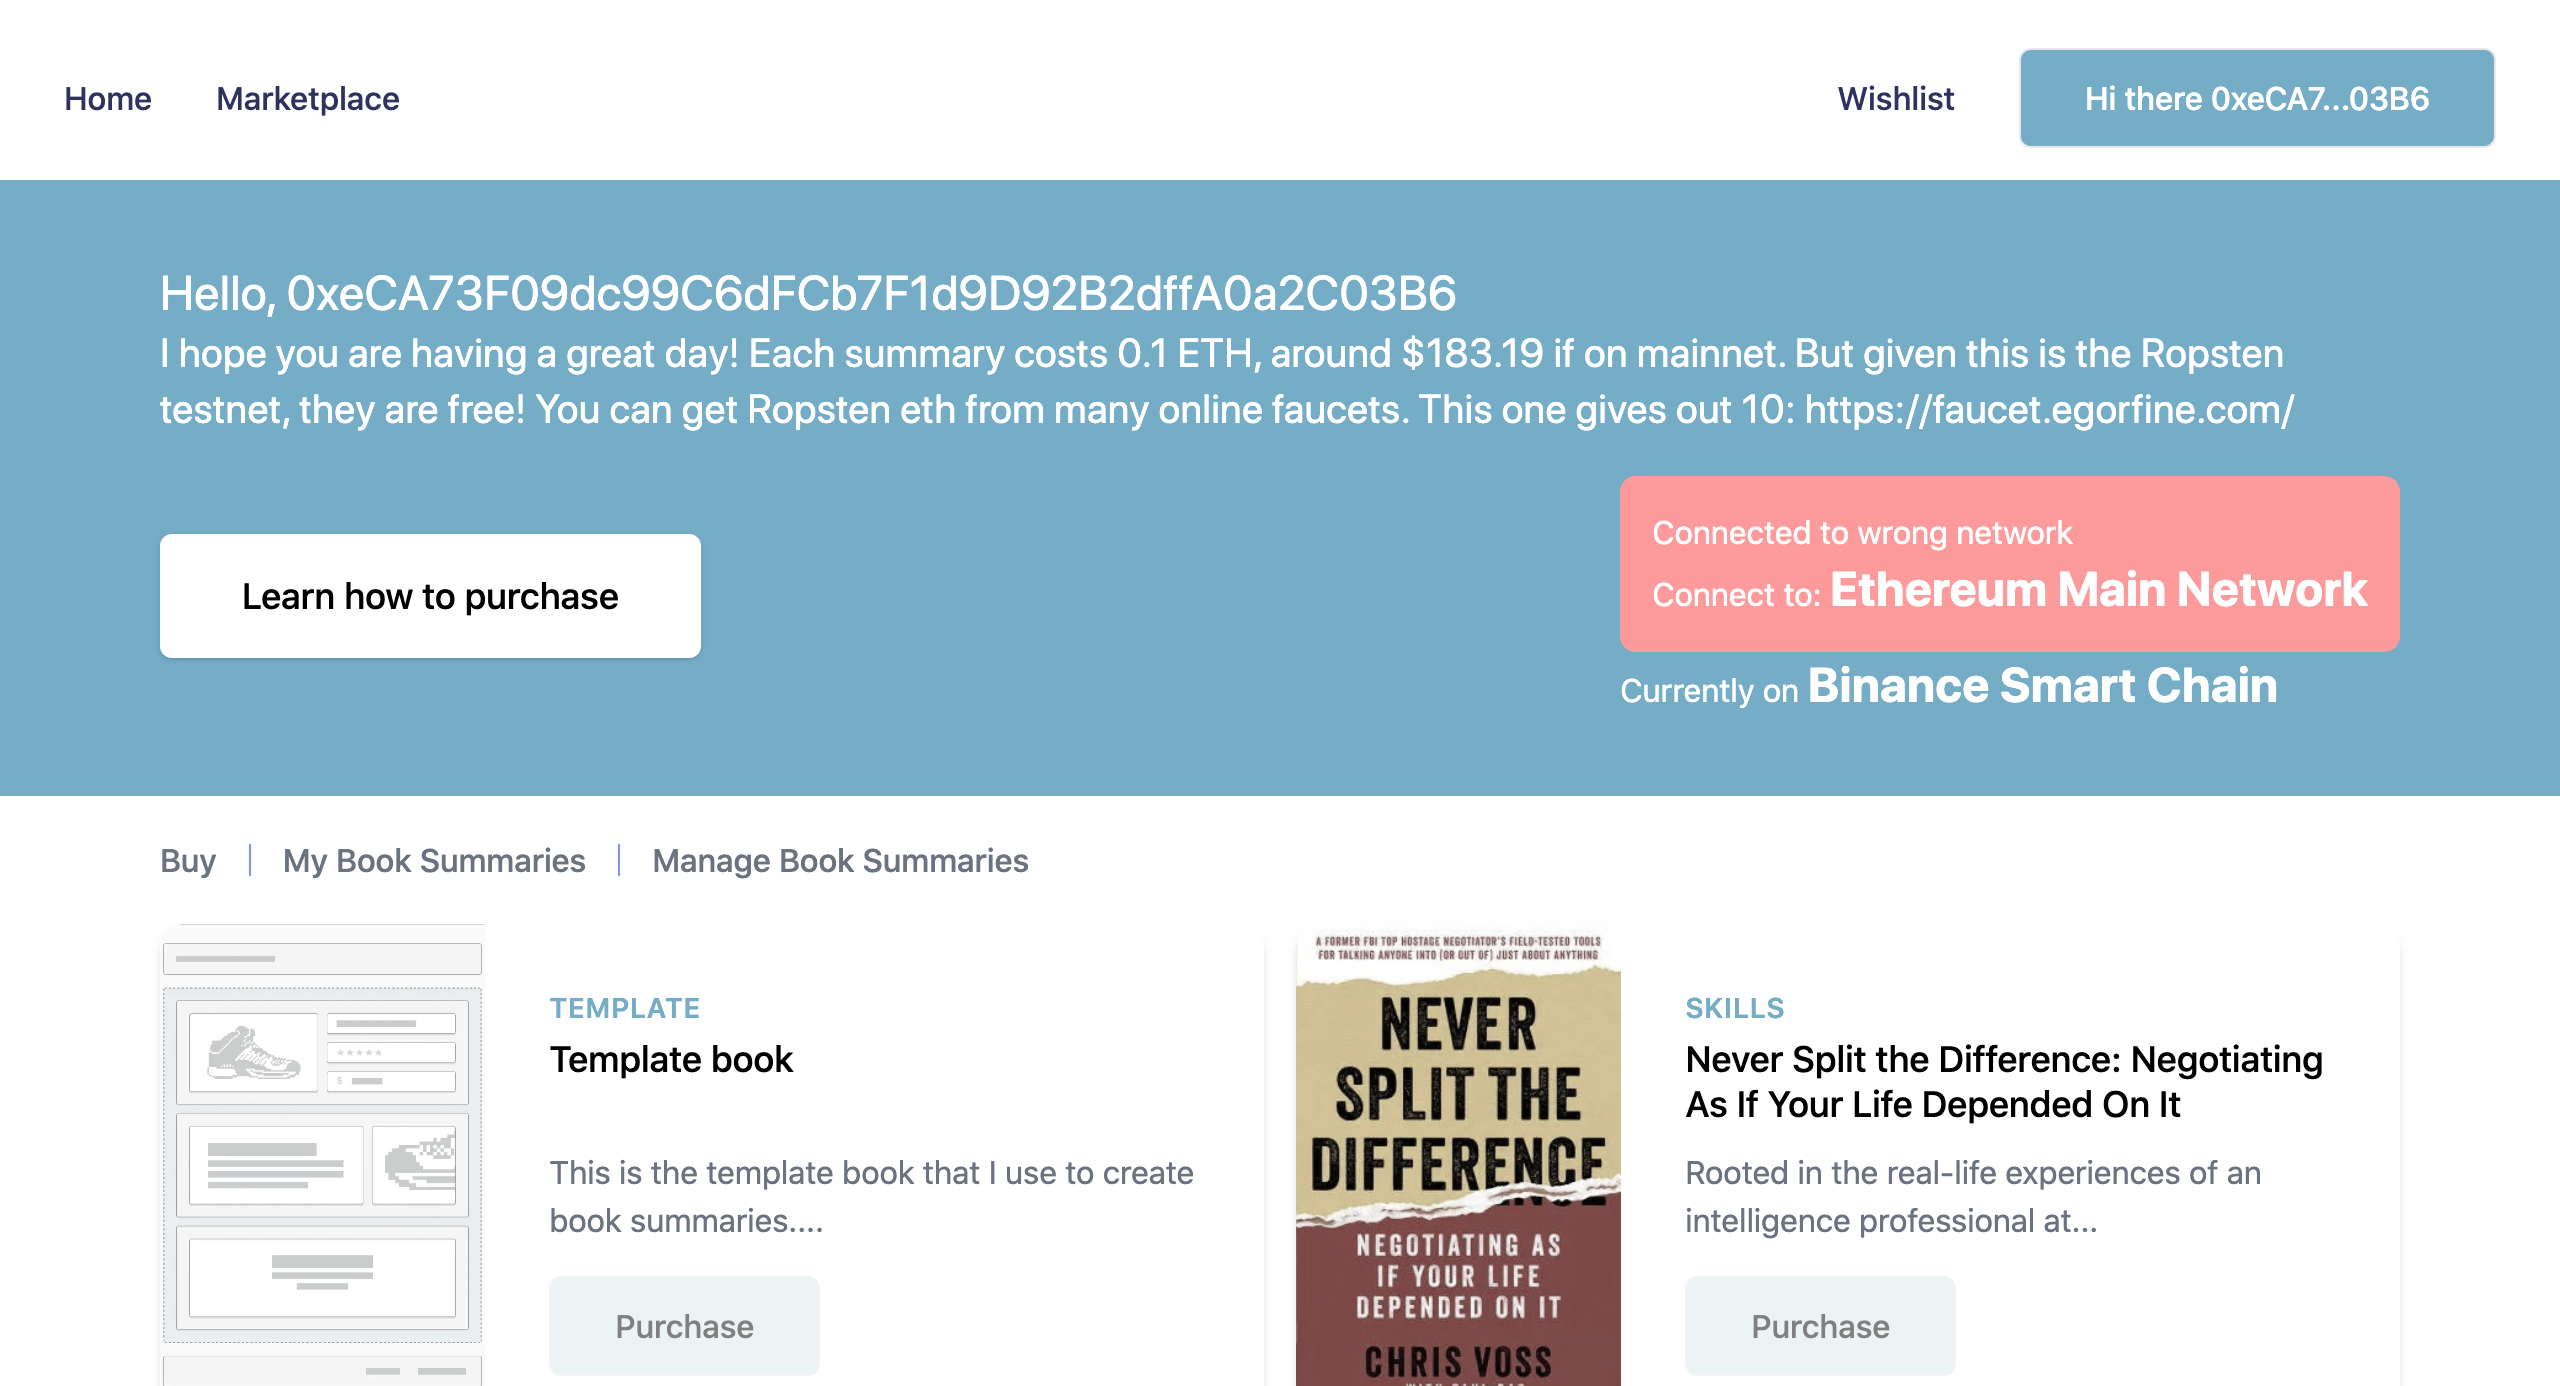 Home
Marketplace
Wishlist
Hi there 0xeCA7...03B6
Hello, 0xeCA73F09dc99C6dFCb7F1d9D92B2dffA0a2C03B6
I hope you are having a great day! Each summary costs 0.1 ETH, around $183.19 if on mainnet. But given this is the Ropsten
testnet, they are free! You can get Ropsten eth from many online faucets. This one gives out 10: https://faucet.egorfine.com/
Learn how to purchase
Connected to wrong network
Connect to: Ethereum Main Network
Currently on Binance Smart Chain
Buy
My Book Summaries
Manage Book Summaries
TEMPLATE
Template book
This is the template book that I use to create
book summaries....
Purchase
A FORMER FBI TOP HOSTAGE NEGOTIATOR'S FIELD-TESTED TOOLS
FOR TALKING ANYONE INTO (OR OUT OF) JUST ABOUT ANYTHING
NEVER
SPLIT THE
DIFFERENCE
NEGOTIATING AS
IF YOUR LIFE
DEPENDED ON IT
CHRIS VOSS
SKILLS
Never Split the Difference: Negotiating
As If Your Life Depended On It
Rooted in the real-life experiences of an
intelligence professional at...
Purchase